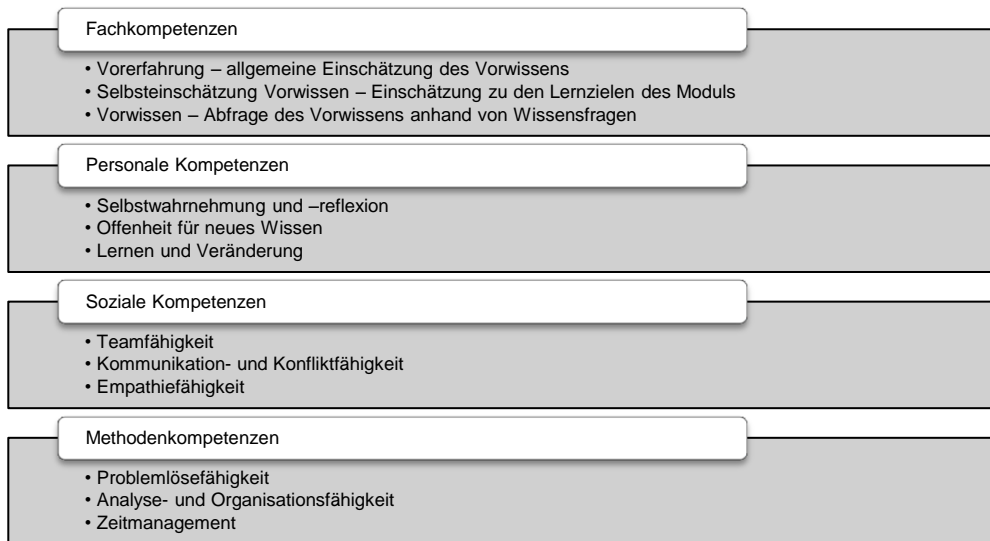 Fachkompetenzen
• Vorerfahrung – allgemeine Einschätzung des Vorwissens
• Selbsteinschätzung Vorwissen – Einschätzung zu den Lernzielen des Moduls
• Vorwissen – Abfrage des Vorwissens anhand von Wissensfragen
Personale Kompetenzen
• Selbstwahrnehmung und –reflexion
• Offenheit für neues Wissen
• Lernen und Veränderung
Soziale Kompetenzen
• Teamfähigkeit
• Kommunikation- und Konfliktfähigkeit
• Empathiefähigkeit
Methodenkompetenzen
• Problemlösefähigkeit
• Analyse- und Organisationsfähigkeit
• Zeitmanagement